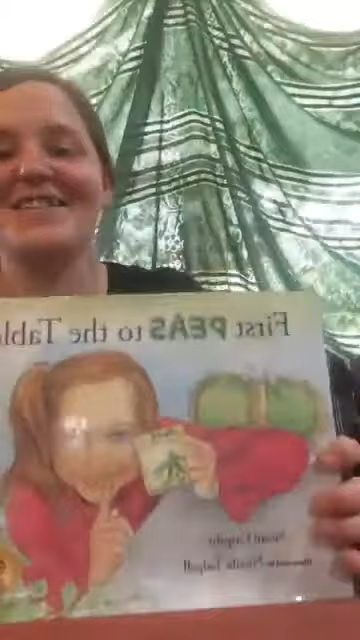 First PEAS to the Table
Susan Grigsby
Illustrated by Nicole Tadgell